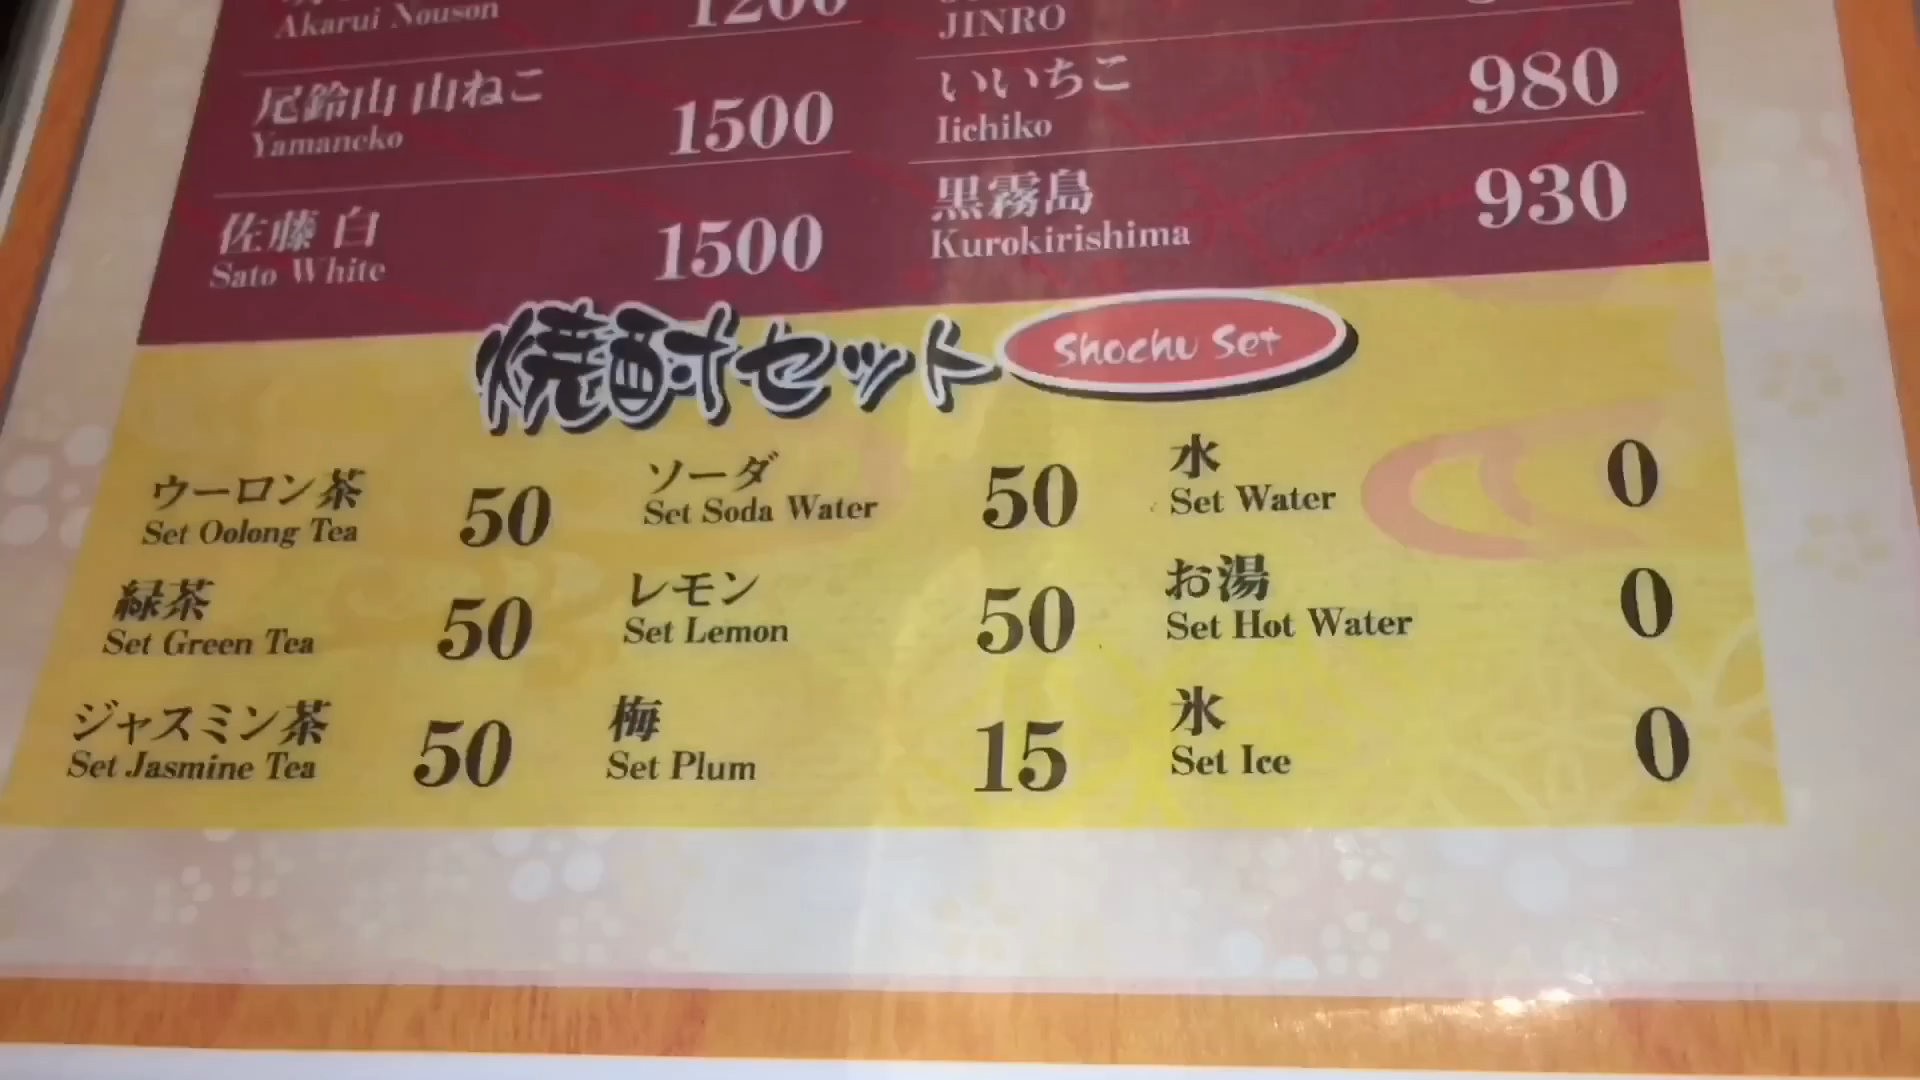 Akarui Nouson
1200
JINRO
尾鈴山 山ねこ
Yamaneko
1500
いいちこ
Iichiko
980
佐藤 白
Sato White
1500
黒霧島
Kurokirishima
930
焼酎セット Shochu Set
ウーロン茶
Set Oolong Tea
50
ソーダ
Set Soda Water
50
水
Set Water
0
緑茶
Set Green Tea
50
レモン
Set Lemon
50
お湯
Set Hot Water
0
ジャスミン茶
Set Jasmine Tea
50
梅
Set Plum
15
氷
Set Ice
0